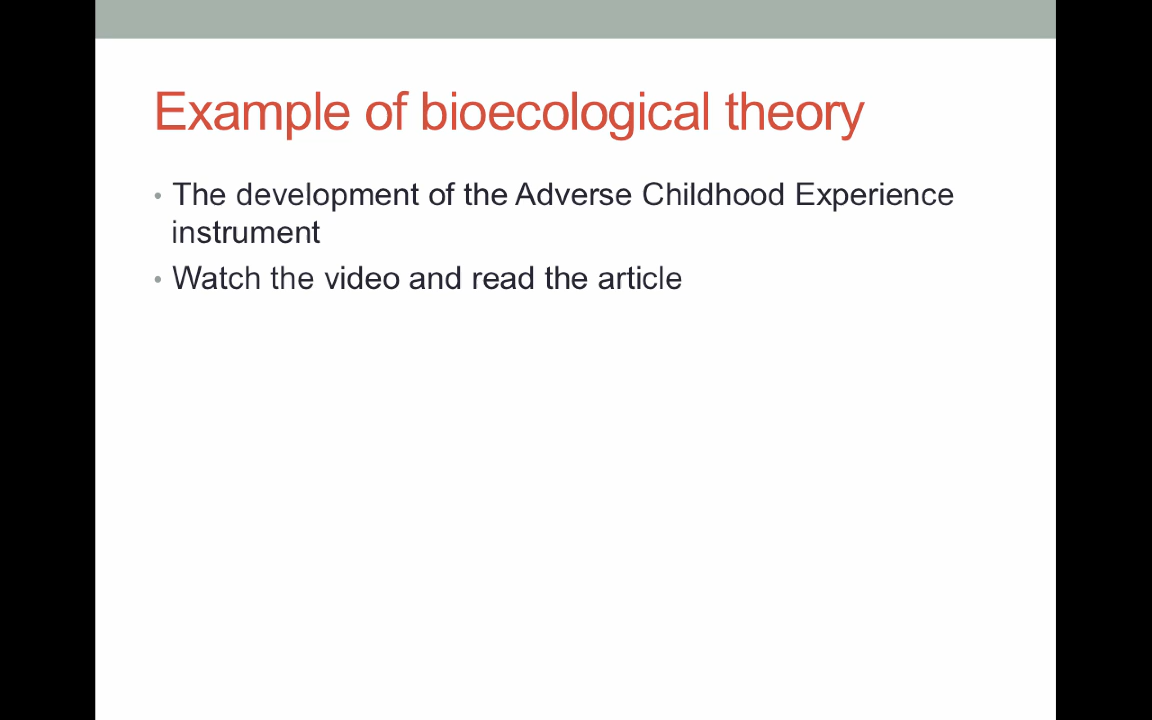 Example of bioecological theory
• The development of the Adverse Childhood Experience
instrument
• Watch the video and read the article